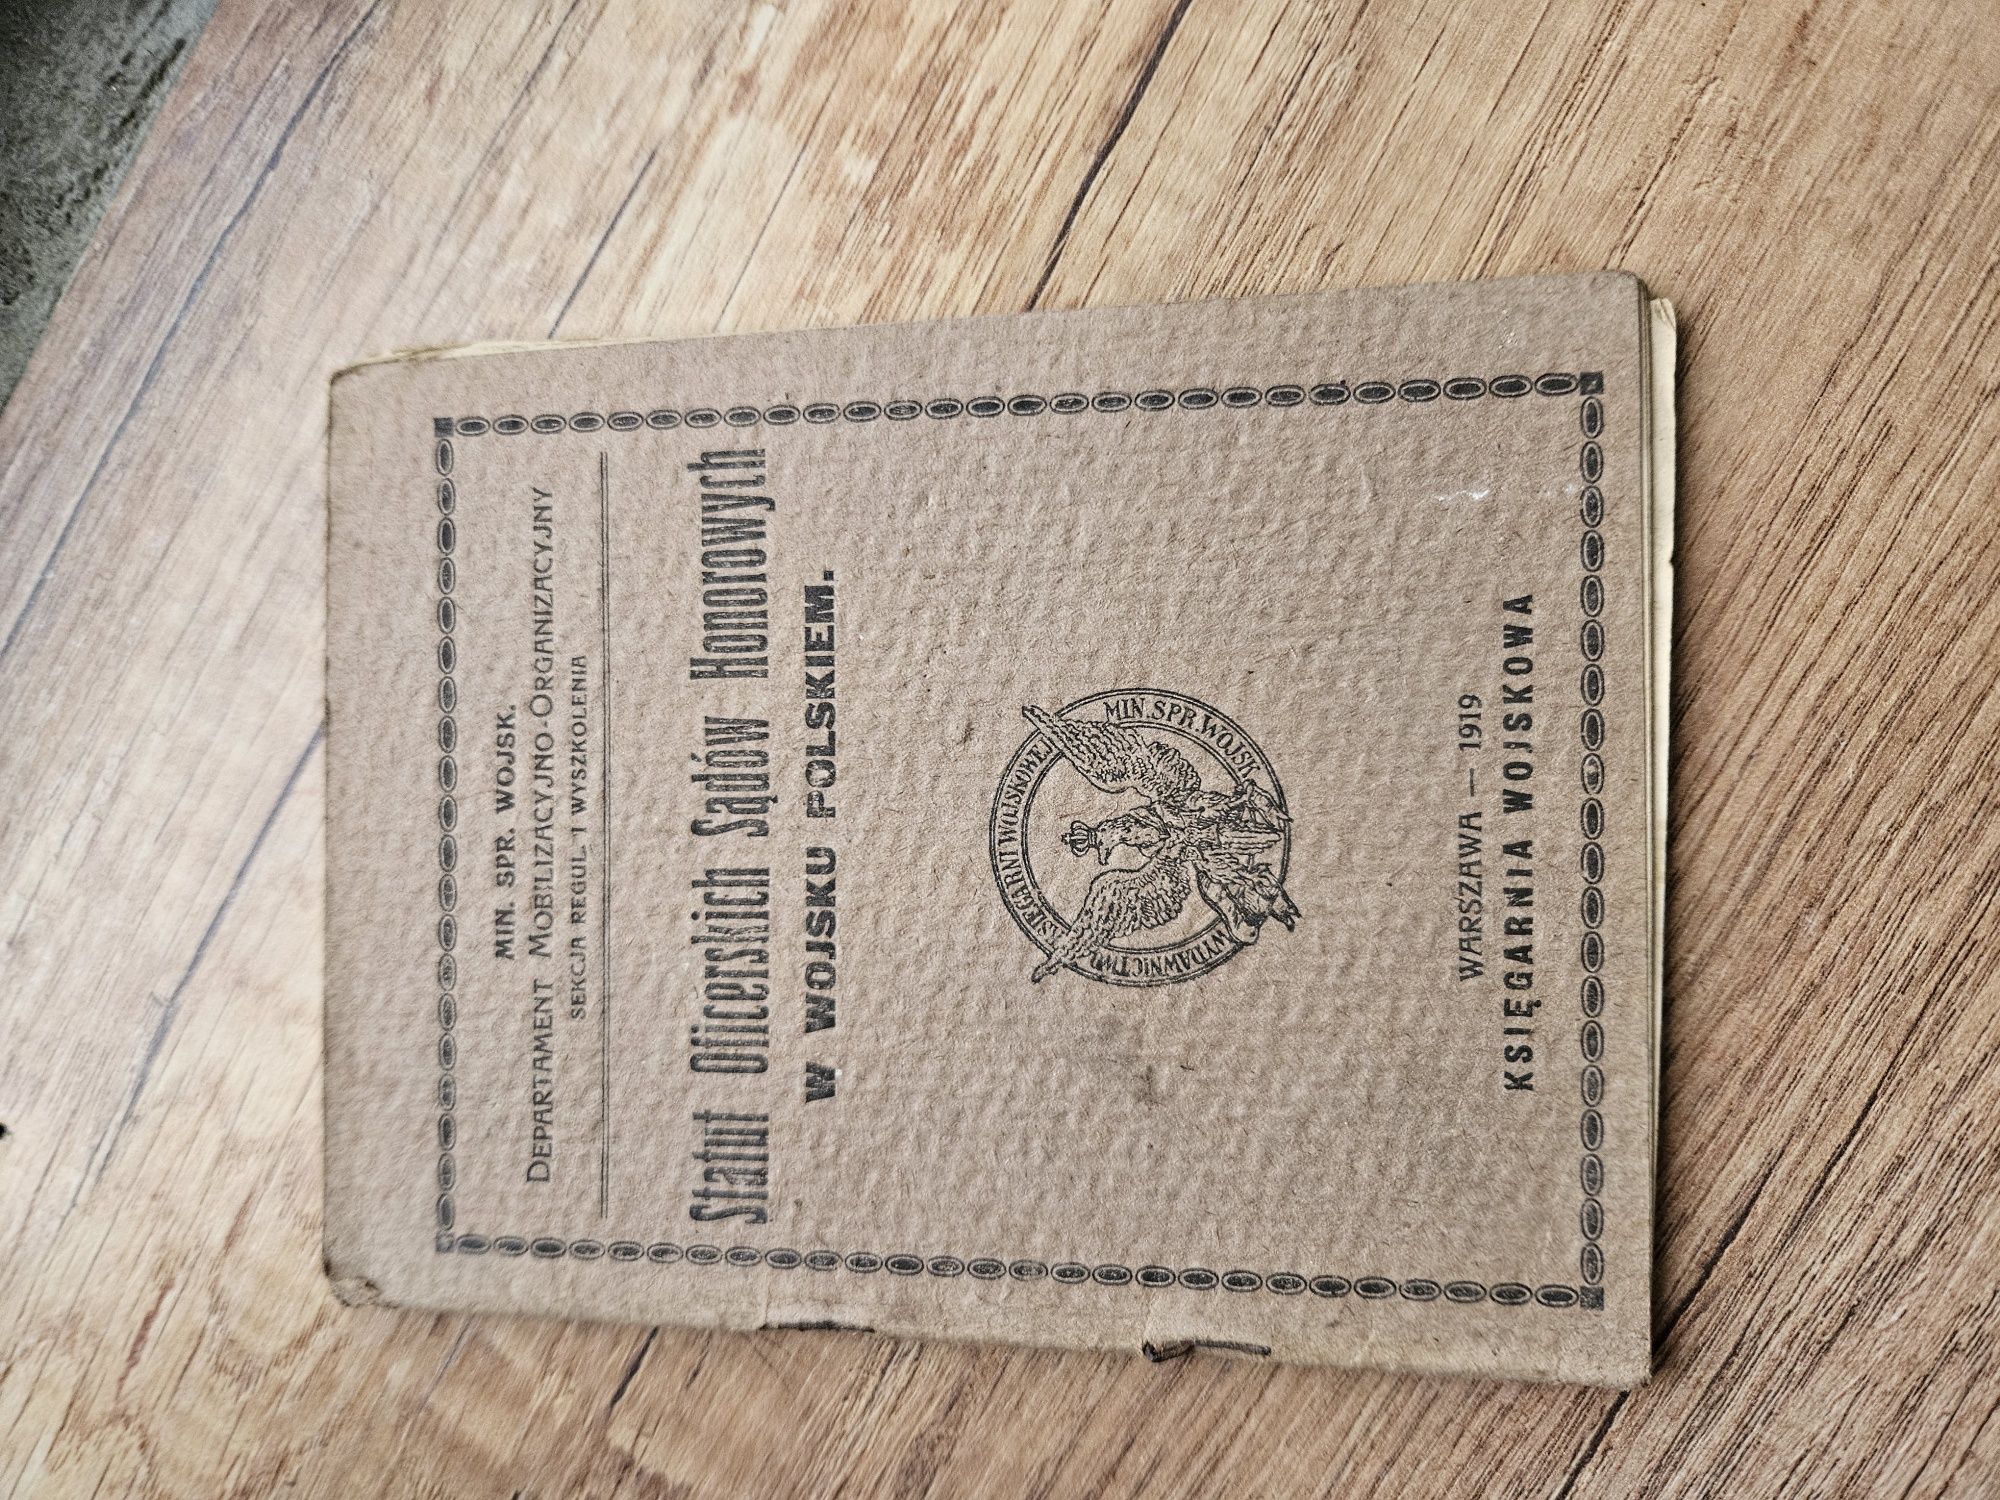 MIN. SPR. WOJSK.
DEPARTAMENT MOBILIZACYJNO-ORGANIZACYJNY
SEKCJA REGUL. I WYSZKOLENIA
Statut Oficerskich Sądów Honorowych
W WOJSKU POLSKIEM.
WYDAWNICTWO KSIĘGARNI WOJSKOWEJ MIN. SPR. WOJSK.
WARSZAWA — 1919
KSIĘGARNIA WOJSKOWA